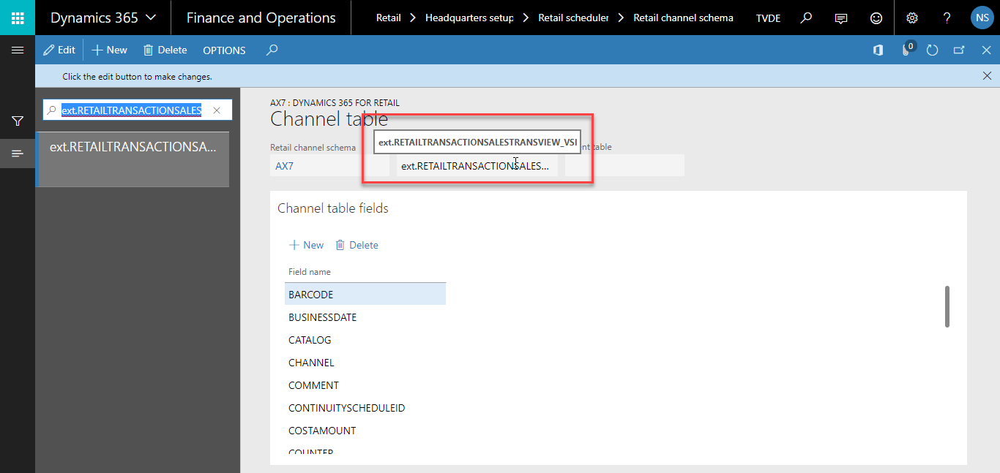 Dynamics 365
Finance and Operations
Retail > Headquarters setup > Retail scheduler > Retail channel schema
TVDE
?
NS
Edit
New
Delete
OPTIONS
0
Click the edit button to make changes.
ext.RETAILTRANSACTIONSALES
ext.RETAILTRANSACTIONSA...
AX7 : DYNAMICS 365 FOR RETAIL
Channel table
ext.RETAILTRANSACTIONSALESTRANSVIEW_VSI
Retail channel schema
nt table
AX7
ext.RETAILTRANSACTIONSALES...
Channel table fields
New
Delete
Field name
BARCODE
BUSINESSDATE
CATALOG
CHANNEL
COMMENT
CONTINUITYSCHEDULEID
COSTAMOUNT
COUNTER